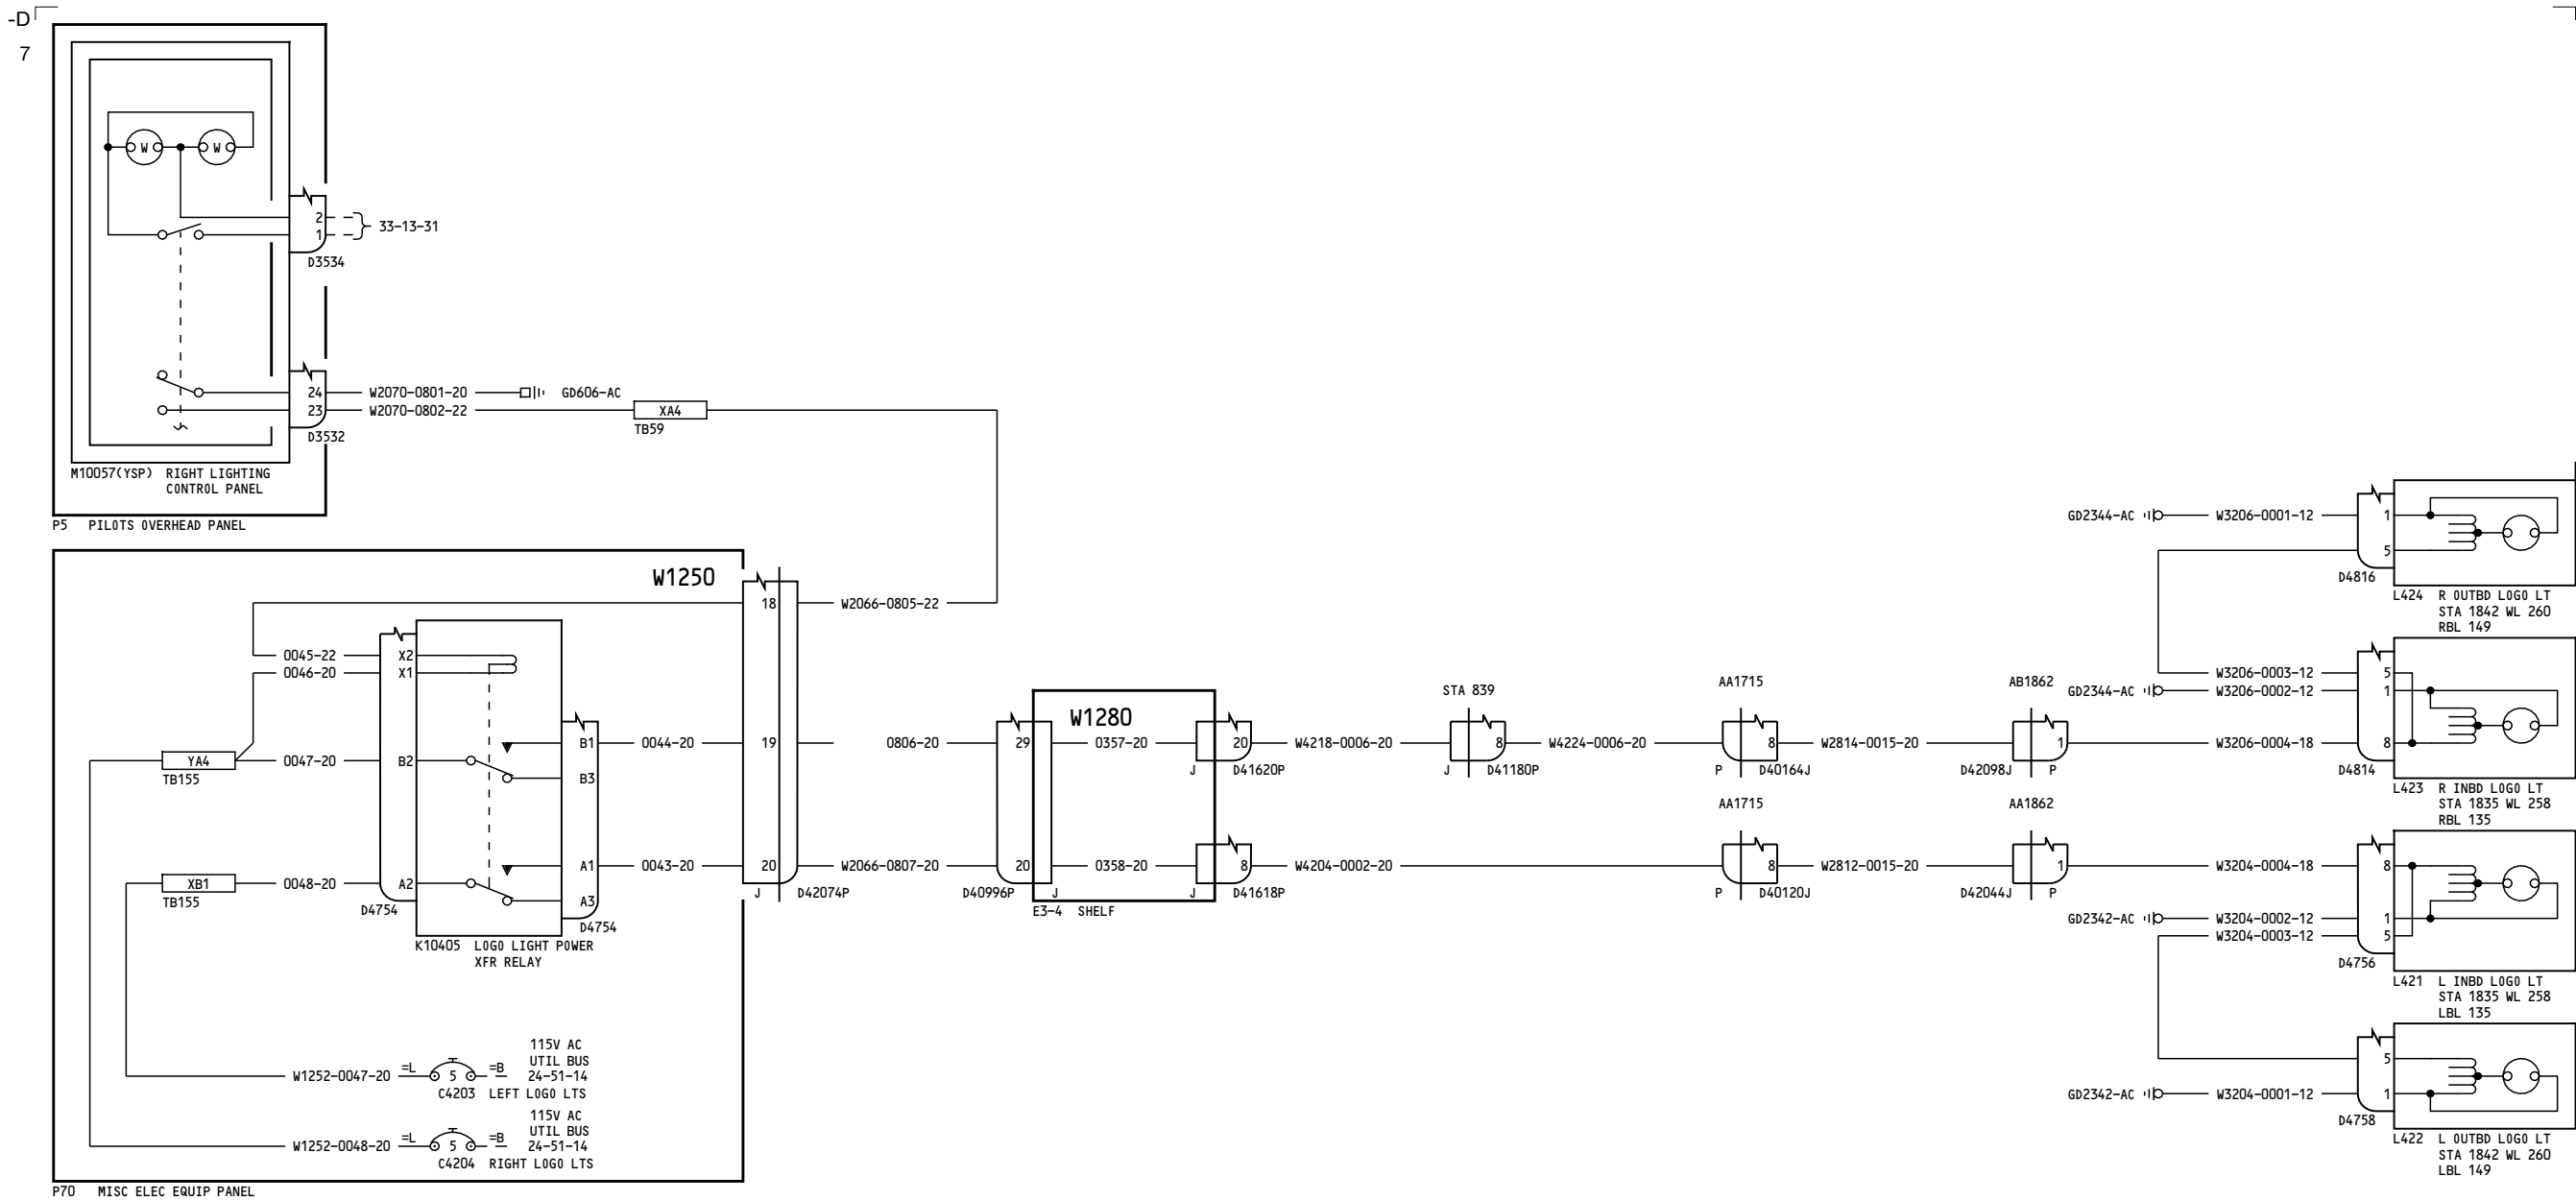 -D
7
W
W
2
1
33-13-31
D3534
24
23
W2070-0801-20
GD606-AC
W2070-0802-22
XA4
TB59
D3532
M10057(YSP) RIGHT LIGHTING
CONTROL PANEL
P5 PILOTS OVERHEAD PANEL
W1250
18
W2066-0805-22
0045-22
X2
0046-20
X1
B1
0044-20
19
0806-20
29
W1280
0357-20
20
W4218-0006-20
STA 839
8
W4224-0006-20
AA1715
8
W2814-0015-20
AB1862
1
W3206-0004-18
J
D41620P
J
D41180P
P
D40164J
D42098J
P
YA4
TB155
0047-20
B2
B3
XB1
TB155
0048-20
A2
A1
A3
0043-20
20
J
D42074P
W2066-0807-20
20
D40996P
J
0358-20
8
J
D41618P
W4204-0002-20
AA1715
8
P
D40120J
W2812-0015-20
AA1862
1
D42044J
P
W3204-0004-18
E3-4 SHELF
D4754
D4754
K10405 LOGO LIGHT POWER
XFR RELAY
115V AC
UTIL BUS
24-51-14
W1252-0047-20
=L
5
=B
C4203 LEFT LOGO LTS
115V AC
UTIL BUS
24-51-14
W1252-0048-20
=L
5
=B
C4204 RIGHT LOGO LTS
P70 MISC ELEC EQUIP PANEL
GD2344-AC
W3206-0001-12
1
5
D4816
L424 R OUTBD LOGO LT
STA 1842 WL 260
RBL 149
W3206-0003-12
5
GD2344-AC
W3206-0002-12
1
8
D4814
L423 R INBD LOGO LT
STA 1835 WL 258
RBL 135
8
GD2342-AC
W3204-0002-12
1
W3204-0003-12
5
D4756
L421 L INBD LOGO LT
STA 1835 WL 258
LBL 135
5
GD2342-AC
W3204-0001-12
1
D4758
L422 L OUTBD LOGO LT
STA 1842 WL 260
LBL 149